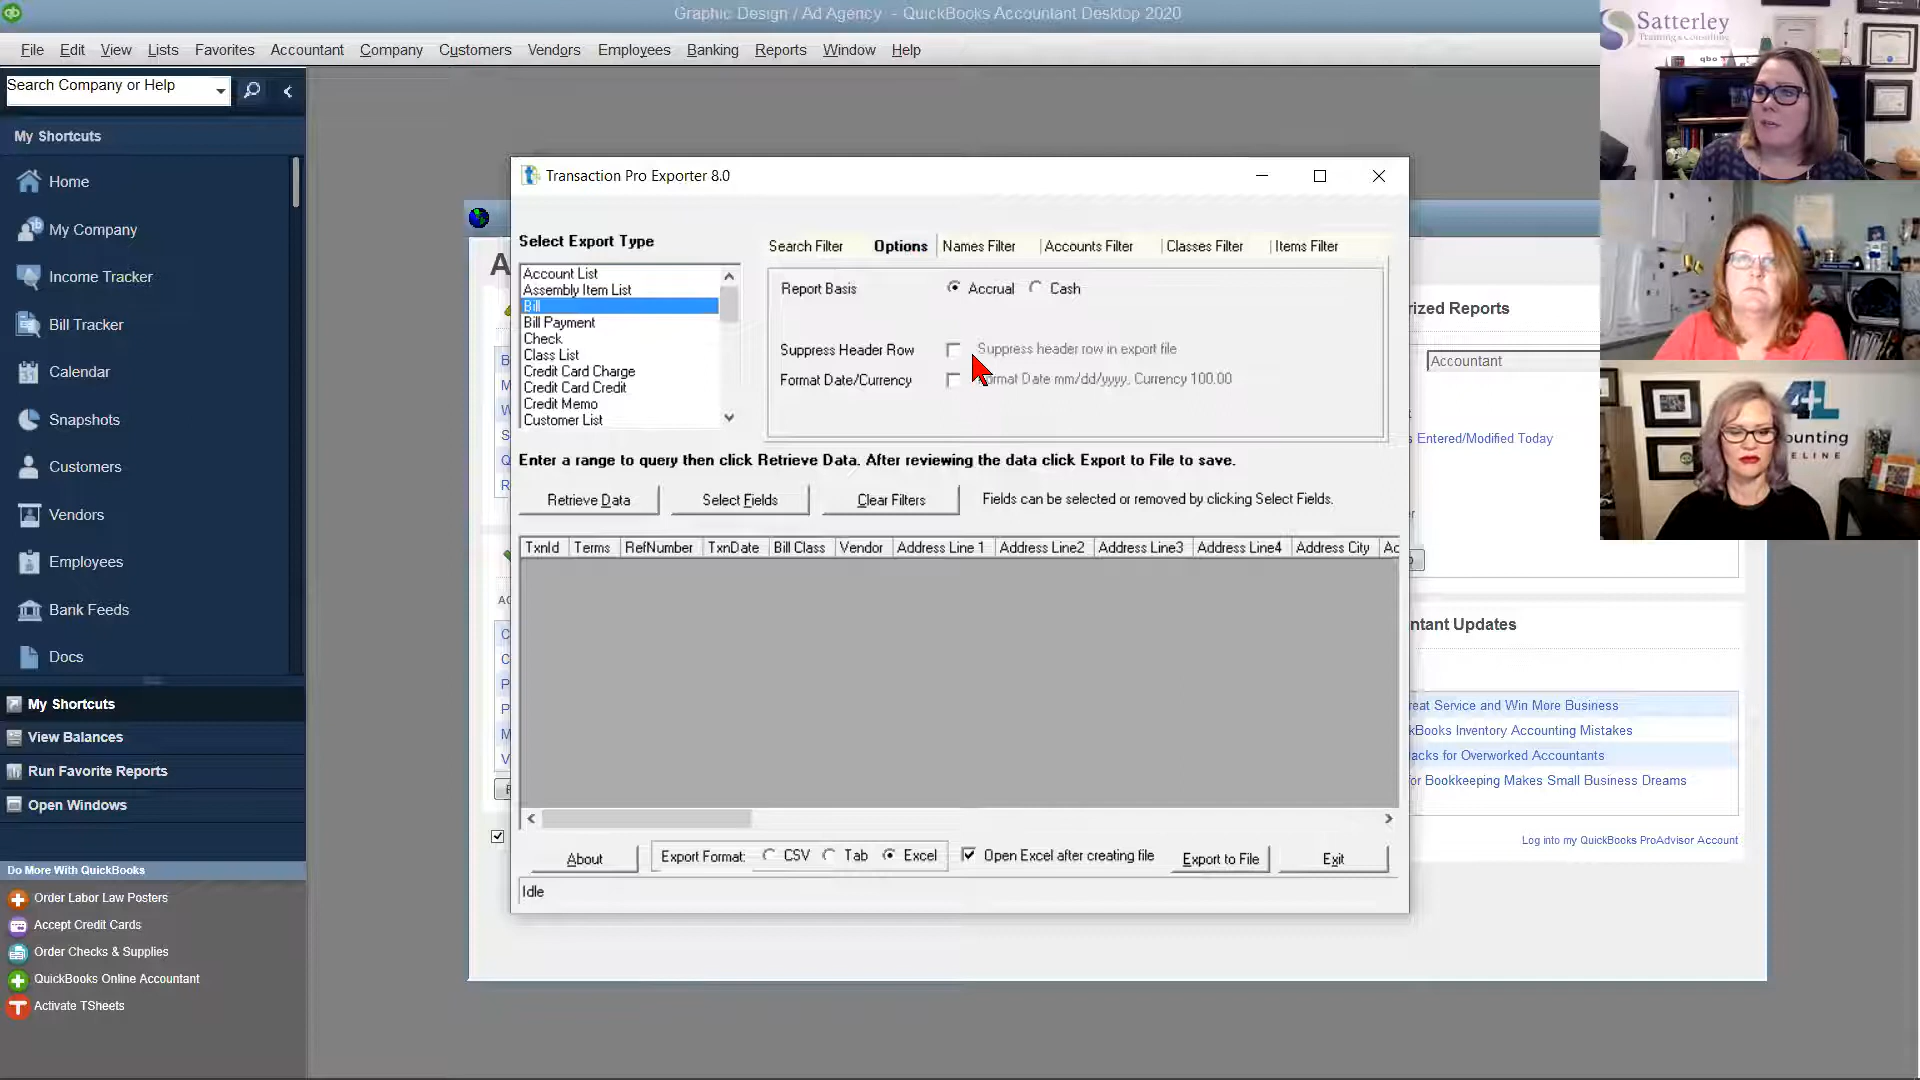 Graphic Design / Ad Agency - QuickBooks Accountant Desktop 2020
File Edit View Lists Favorites Accountant Company Customers Vendors Employees Banking Reports Window Help
Search Company or Help
My Shortcuts
Home
My Company
Income Tracker
Bill Tracker
Calendar
Snapshots
Customers
Vendors
Employees
Bank Feeds
Docs
My Shortcuts
View Balances
Run Favorite Reports
Open Windows
Do More With QuickBooks
Order Labor Law Posters
Accept Credit Cards
Order Checks & Supplies
QuickBooks Online Accountant
Activate TSheets
Transaction Pro Exporter 8.0
Select Export Type
Account List
Assembly Item List
Bill
Bill Payment
Check
Class List
Credit Card Charge
Credit Card Credit
Credit Memo
Customer List
Search Filter Options Names Filter Accounts Filter Classes Filter Items Filter
Report Basis Accrual Cash
Suppress Header Row Suppress header row in export file
Format Date/Currency Format Date mm/dd/yyyy, Currency 100.00
Enter a range to query then click Retrieve Data. After reviewing the data click Export to File to save.
Retrieve Data Select Fields Clear Filters Fields can be selected or removed by clicking Select Fields.
TxnId Terms RefNumber TxnDate Bill Class Vendor Address Line 1 Address Line2 Address Line3 Address Line4 Address City Ac
About Export Format: CSV Tab Excel Open Excel after creating file Export to File Exit
Idle
rized Reports
Accountant
s Entered/Modified Today
ntant Updates
eat Service and Win More Business
kBooks Inventory Accounting Mistakes
acks for Overworked Accountants
or Bookkeeping Makes Small Business Dreams
Log into my QuickBooks ProAdvisor Account
Satterley
Training & Consulting
qbo
A4L
ounting
ELINE